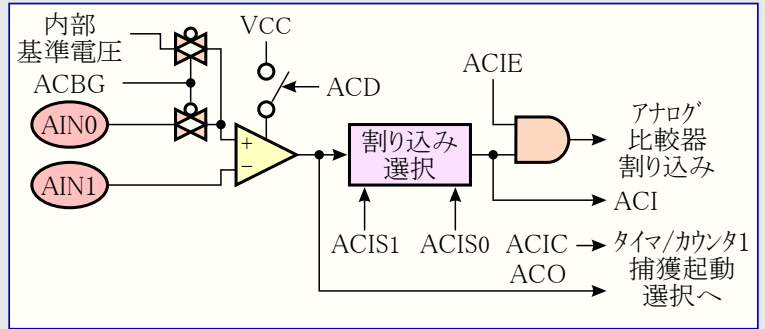 内部
基準電圧
ACBG
AIN0
AIN1
VCC
ACD
+
−
割り込み
選択
ACIS1
ACIS0
ACIE
アナログ
比較器
割り込み
ACI
ACIC
タイマ/カウンタ1
捕獲起動
選択へ
ACO